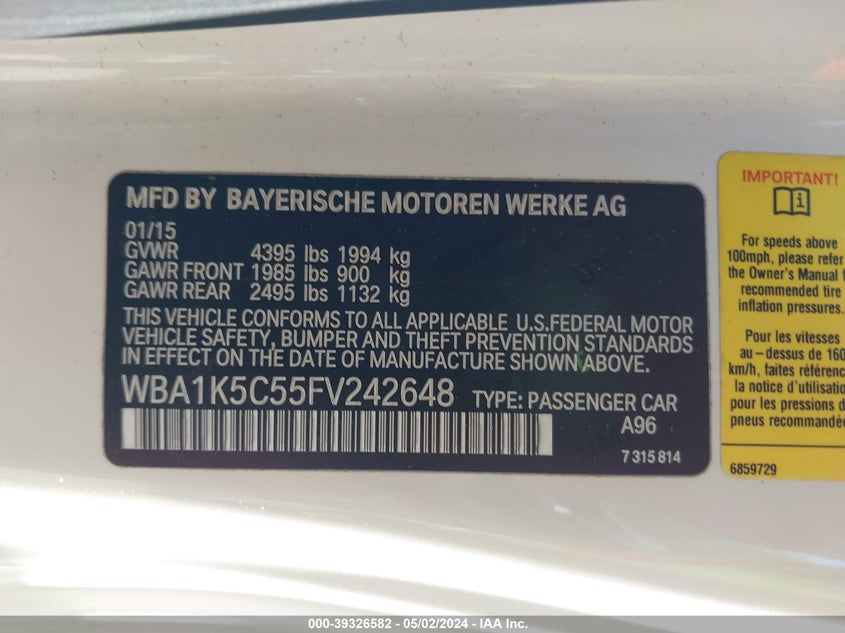 MFD BY BAYERISCHE MOTOREN WERKE AG
01/15
GVWR 4395 lbs 1994 kg
GAWR FRONT 1985 lbs 900 kg
GAWR REAR 2495 lbs 1132 kg
THIS VEHICLE CONFORMS TO ALL APPLICABLE U.S.FEDERAL MOTOR
VEHICLE SAFETY, BUMPER AND THEFT PREVENTION STANDARDS
IN EFFECT ON THE DATE OF MANUFACTURE SHOWN ABOVE.
WBA1K5C55FV242648 TYPE: PASSENGER CAR
A96
7 315 814
IMPORTANT!
For speeds above
100mph, please refer
the Owner's Manual f
recommended tire
inflation pressures.
Pour les vitesses
au-dessus de 160
km/h, faites référenc
la notice d'utilisation
pour les pressions d
pneus recommandé
6859729
000-39326582 - 05/02/2024 - IAA Inc.